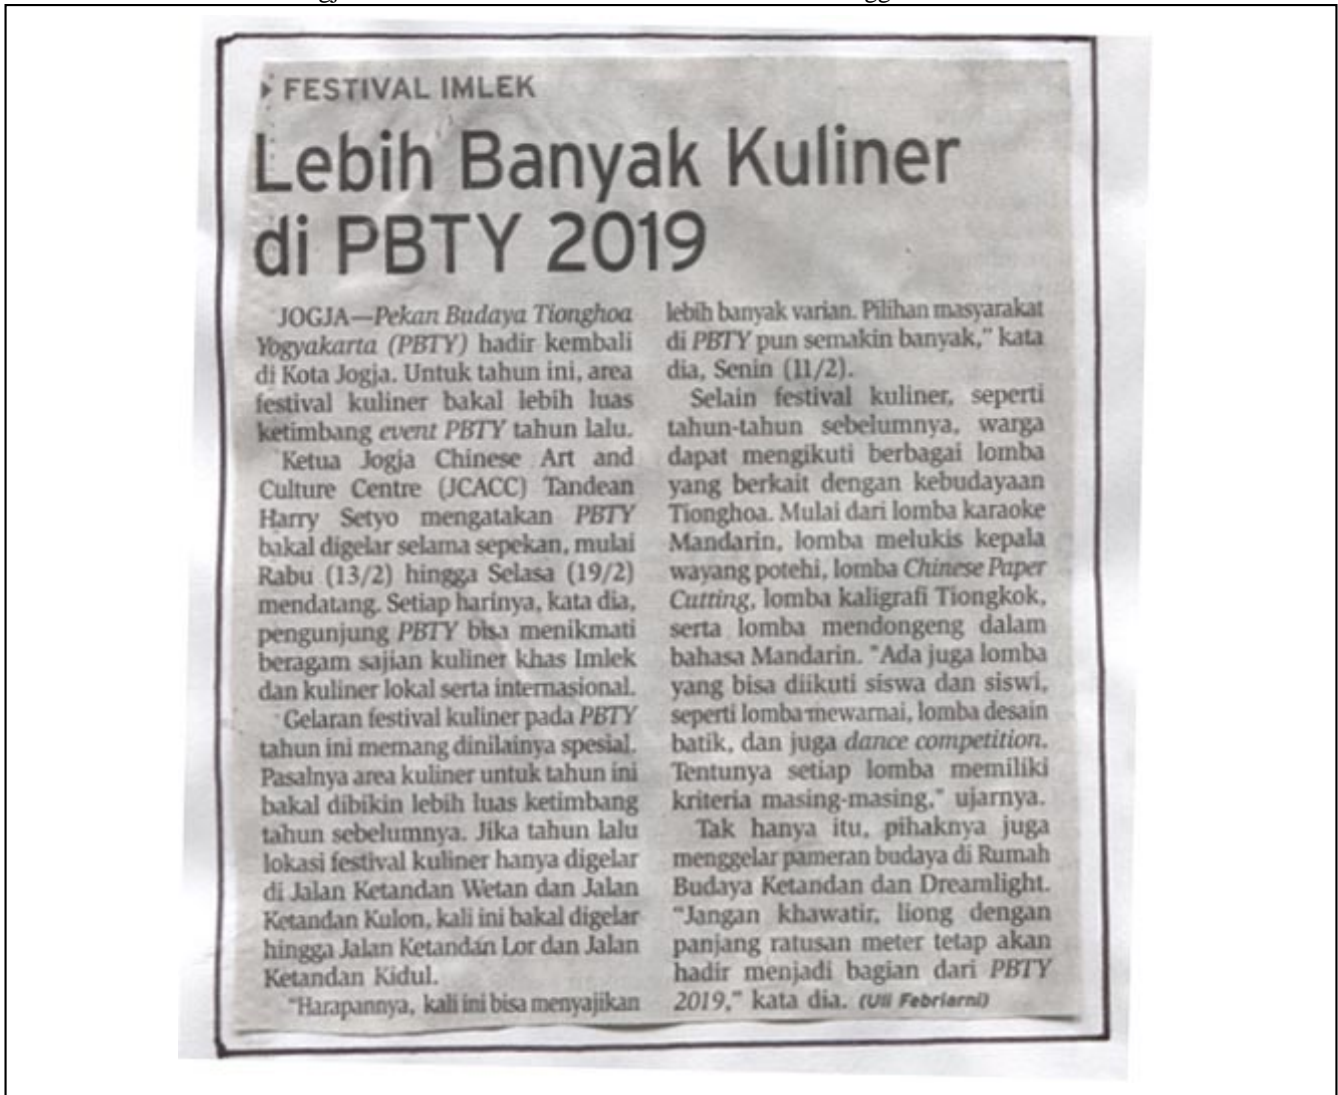 FESTIVAL IMLEK
Lebih Banyak Kuliner
di PBTY 2019
JOGJA—Pekan Budaya Tionghoa
Yogyakarta (PBTY) hadir kembali
di Kota Jogja. Untuk tahun ini, area
festival kuliner bakal lebih luas
ketimbang event PBTY tahun lalu.
Ketua Jogja Chinese Art and
Culture Centre (JCACC) Tandean
Harry Setyo mengatakan PBTY
bakal digelar selama sepekan, mulai
Rabu (13/2) hingga Selasa (19/2)
mendatang. Setiap harinya, kata dia,
pengunjung PBTY bisa menikmati
beragam sajian kuliner khas Imlek
dan kuliner lokal serta internasional.
Gelaran festival kuliner pada PBTY
tahun ini memang dinilainya spesial.
Pasalnya area kuliner untuk tahun ini
bakal dibikin lebih luas ketimbang
tahun sebelumnya. Jika tahun lalu
lokasi festival kuliner hanya digelar
di Jalan Ketandan Wetan dan Jalan
Ketandan Kulon, kali ini bakal digelar
hingga Jalan Ketandan Lor dan Jalan
Ketandan Kidul.
"Harapannya, kali ini bisa menyajikan
lebih banyak varian. Pilihan masyarakat
di PBTY pun semakin banyak," kata
dia, Senin (11/2).
Selain festival kuliner, seperti
tahun-tahun sebelumnya, warga
dapat mengikuti berbagai lomba
yang berkait dengan kebudayaan
Tionghoa. Mulai dari lomba karaoke
Mandarin, lomba melukis kepala
wayang potehi, lomba Chinese Paper
Cutting, lomba kaligrafi Tiongkok,
serta lomba mendongeng dalam
bahasa Mandarin. "Ada juga lomba
yang bisa diikuti siswa dan siswi,
seperti lomba mewarnai, lomba desain
batik, dan juga dance competition.
Tentunya setiap lomba memiliki
kriteria masing-masing," ujarnya.
Tak hanya itu, pihaknya juga
menggelar pameran budaya di Rumah
Budaya Ketandan dan Dreamlight.
"Jangan khawatir, liong dengan
panjang ratusan meter tetap akan
hadir menjadi bagian dari PBTY
2019," kata dia. (Uli Febriarni)